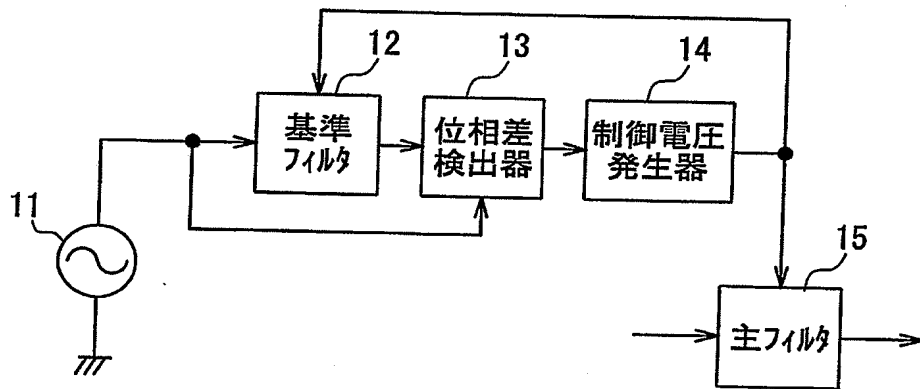 12
13
14
基準
フィルタ
位相差
検出器
制御電圧
発生器
11
15
主フィルタ